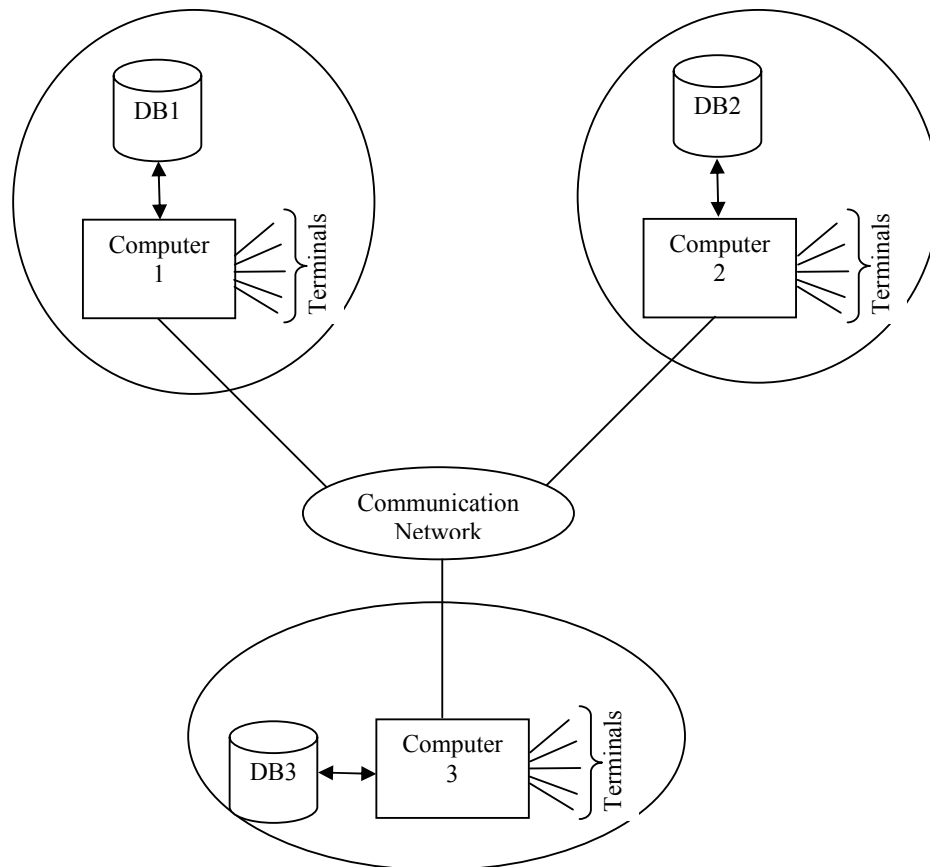 DB1
Computer
1
Terminals
DB2
Computer
2
Terminals
Communication
Network
DB3
Computer
3
Terminals